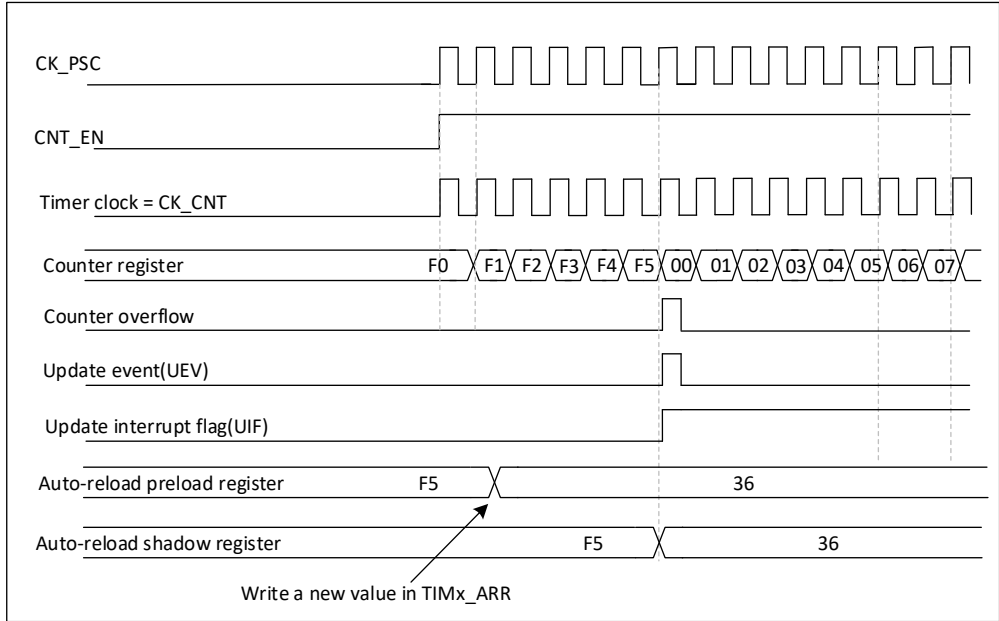 CK_PSC
CNT_EN
Timer clock = CK_CNT
Counter register F0 F1 F2 F3 F4 F5 00 01 02 03 04 05 06 07
Counter overflow
Update event(UEV)
Update interrupt flag(UIF)
Auto-reload preload register F5 36
Auto-reload shadow register F5 36
Write a new value in TIMx_ARR